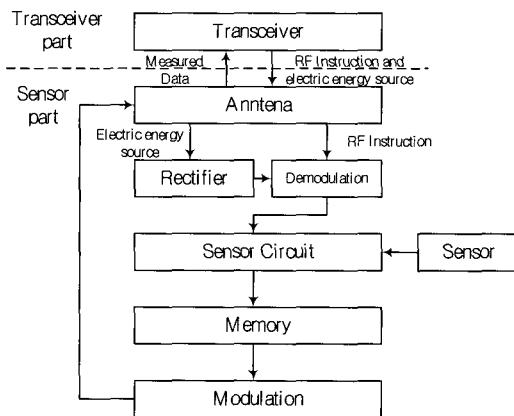 Transceiver
part
Transceiver
Measured
Data
RF Instruction and
electric energy source
Sensor
part
Anntena
Electric energy
source
RF Instruction
Rectifier
Demodulation
Sensor Circuit
Sensor
Memory
Modulation